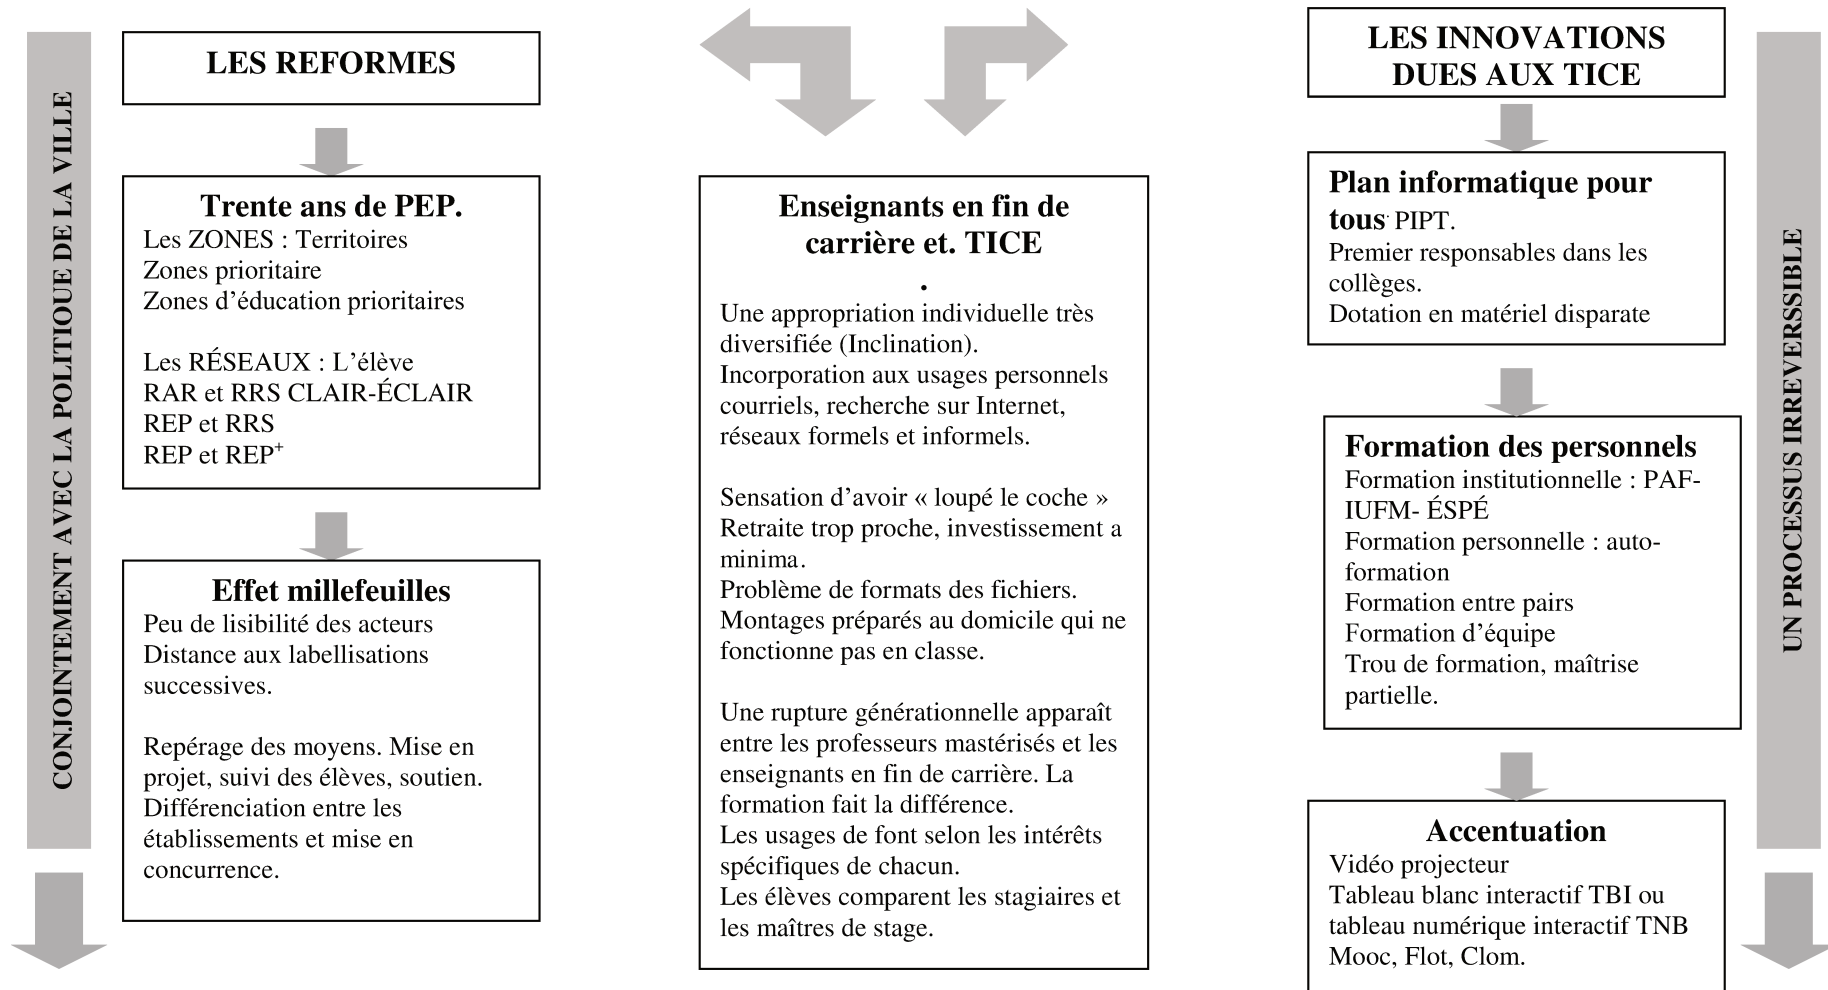 CONJOINTEMENT AVEC LA POLITIQUE DE LA VILLE
LES REFORMES
Trente ans de PEP.
Les ZONES : Territoires
Zones prioritaire
Zones d’éducation prioritaires
Les RÉSEAUX : L’élève
RAR et RRS CLAIR-ÉCLAIR
REP et RRS
REP et REP⁺
Effet millefeuilles
Peu de lisibilité des acteurs
Distance aux labellisations
successives.
Repérage des moyens. Mise en
projet, suivi des élèves, soutien.
Différenciation entre les
établissements et mise en
concurrence.
Enseignants en fin de
carrière et. TICE
.
Une appropriation individuelle très
diversifiée (Inclination).
Incorporation aux usages personnels
courriels, recherche sur Internet,
réseaux formels et informels.
Sensation d’avoir « loupé le coche »
Retraite trop proche, investissement a
minima.
Problème de formats des fichiers.
Montages préparés au domicile qui ne
fonctionne pas en classe.
Une rupture générationnelle apparaît
entre les professeurs mastérisés et les
enseignants en fin de carrière. La
formation fait la différence.
Les usages de font selon les intérêts
spécifiques de chacun.
Les élèves comparent les stagiaires et
les maîtres de stage.
LES INNOVATIONS
DUES AUX TICE
Plan informatique pour
tous. PIPT.
Premier responsables dans les
collèges.
Dotation en matériel disparate
Formation des personnels
Formation institutionnelle : PAF-
IUFM- ÉSPÉ
Formation personnelle : auto-
formation
Formation entre pairs
Formation d’équipe
Trou de formation, maîtrise
partielle.
Accentuation
Vidéo projecteur
Tableau blanc interactif TBI ou
tableau numérique interactif TNB
Mooc, Flot, Clom.
UN PROCESSUS IRREVERSSIBLE